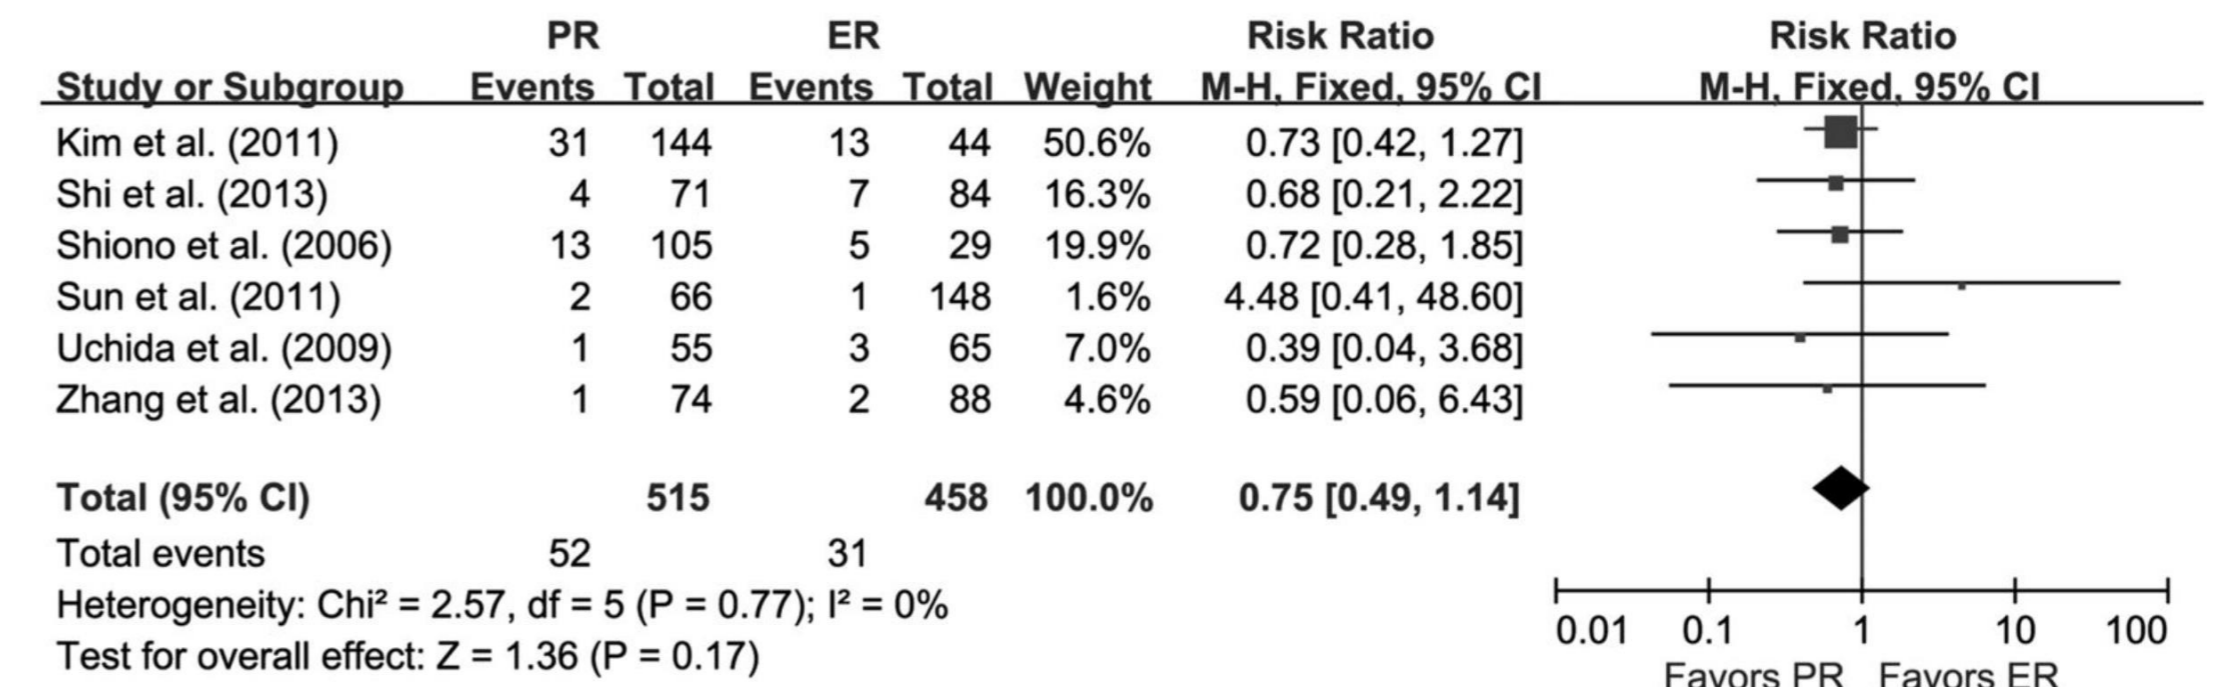 PR ER Risk Ratio Risk Ratio
Study or Subgroup Events Total Events Total Weight M-H, Fixed, 95% CI M-H, Fixed, 95% CI
Kim et al. (2011) 31 144 13 44 50.6% 0.73 [0.42, 1.27]
Shi et al. (2013) 4 71 7 84 16.3% 0.68 [0.21, 2.22]
Shiono et al. (2006) 13 105 5 29 19.9% 0.72 [0.28, 1.85]
Sun et al. (2011) 2 66 1 148 1.6% 4.48 [0.41, 48.60]
Uchida et al. (2009) 1 55 3 65 7.0% 0.39 [0.04, 3.68]
Zhang et al. (2013) 1 74 2 88 4.6% 0.59 [0.06, 6.43]
Total (95% CI) 515 458 100.0% 0.75 [0.49, 1.14]
Total events 52 31
Heterogeneity: Chi² = 2.57, df = 5 (P = 0.77); I² = 0%
Test for overall effect: Z = 1.36 (P = 0.17)
0.01 0.1 1 10 100
Favors PR Favors ER